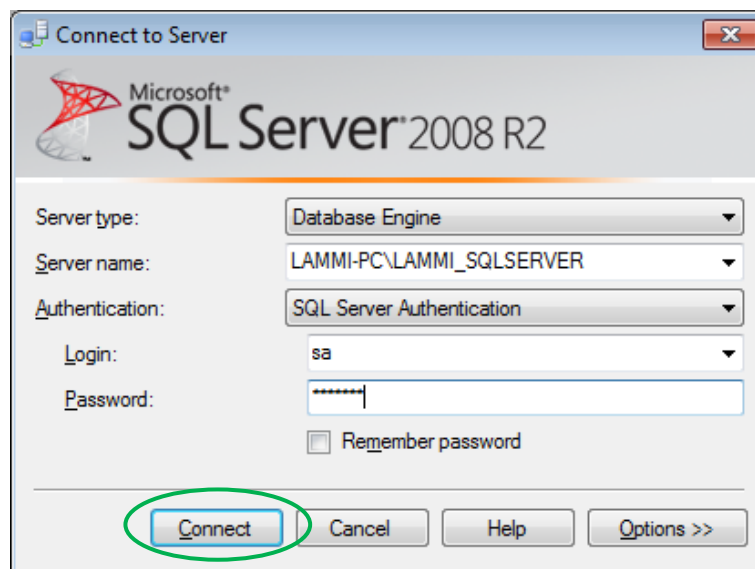 Connect to Server
Microsoft®
SQL Server® 2008 R2
Server type: Database Engine
Server name: LAMMI-PC\LAMMI_SQLSERVER
Authentication: SQL Server Authentication
Login: sa
Password: *******
Remember password
Connect Cancel Help Options >>